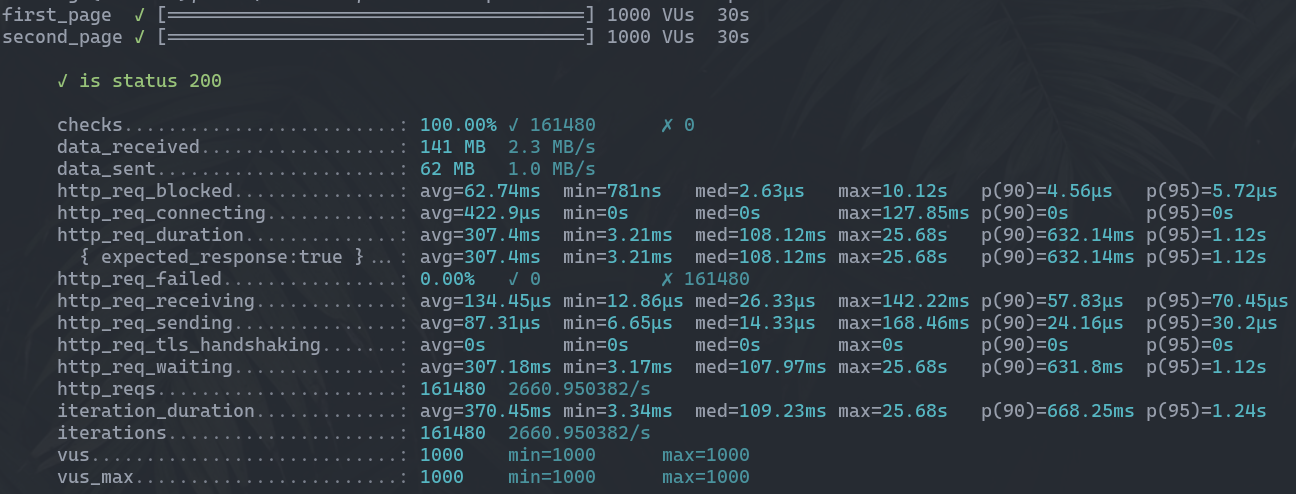 first_page ✓ [======================================] 1000 VUs 30s
second_page ✓ [======================================] 1000 VUs 30s
✓ is status 200
checks.........................: 100.00% ✓ 161480 ✗ 0
data_received..................: 141 MB 2.3 MB/s
data_sent......................: 62 MB 1.0 MB/s
http_req_blocked...............: avg=62.74ms min=781ns med=2.63µs max=10.12s p(90)=4.56µs p(95)=5.72µs
http_req_connecting............: avg=422.9µs min=0s med=0s max=127.85ms p(90)=0s p(95)=0s
http_req_duration..............: avg=307.4ms min=3.21ms med=108.12ms max=25.68s p(90)=632.14ms p(95)=1.12s
{ expected_response:true }...: avg=307.4ms min=3.21ms med=108.12ms max=25.68s p(90)=632.14ms p(95)=1.12s
http_req_failed................: 0.00% ✓ 0 ✗ 161480
http_req_receiving.............: avg=134.45µs min=12.86µs med=26.33µs max=142.22ms p(90)=57.83µs p(95)=70.45µs
http_req_sending...............: avg=87.31µs min=6.65µs med=14.33µs max=168.46ms p(90)=24.16µs p(95)=30.2µs
http_req_tls_handshaking.......: avg=0s min=0s med=0s max=0s p(90)=0s p(95)=0s
http_req_waiting...............: avg=307.18ms min=3.17ms med=107.97ms max=25.68s p(90)=631.8ms p(95)=1.12s
http_reqs......................: 161480 2660.950382/s
iteration_duration.............: avg=370.45ms min=3.34ms med=109.23ms max=25.68s p(90)=668.25ms p(95)=1.24s
iterations.....................: 161480 2660.950382/s
vus............................: 1000 min=1000 max=1000
vus_max........................: 1000 min=1000 max=1000